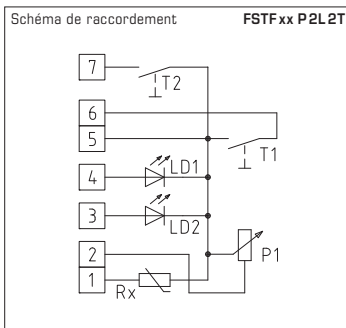 Schéma de raccordement FSTFxx P2L2T
7
T2
6
5
T1
4
LD1
3
LD2
2
P1
1
Rx